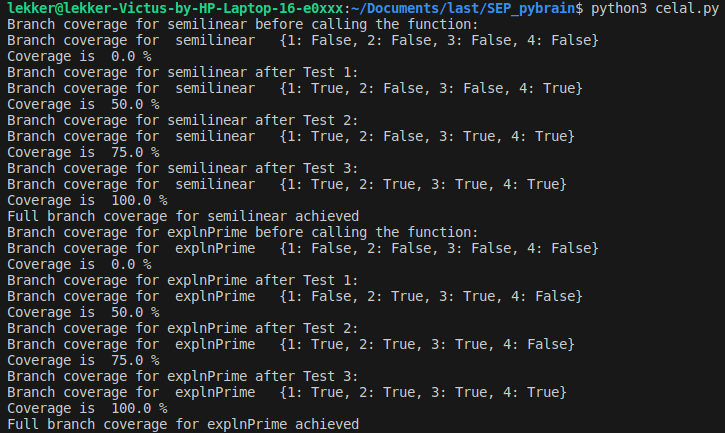 lekker@lekker-Victus-by-HP-Laptop-16-e0xxx:~/Documents/last/SEP_pybrain$ python3 celal.py
Branch coverage for semilinear before calling the function:
Branch coverage for  semilinear   {1: False, 2: False, 3: False, 4: False}
Coverage is  0.0 %
Branch coverage for semilinear after Test 1:
Branch coverage for  semilinear   {1: True, 2: False, 3: False, 4: True}
Coverage is  50.0 %
Branch coverage for semilinear after Test 2:
Branch coverage for  semilinear   {1: True, 2: False, 3: True, 4: True}
Coverage is  75.0 %
Branch coverage for semilinear after Test 3:
Branch coverage for  semilinear   {1: True, 2: True, 3: True, 4: True}
Coverage is  100.0 %
Full branch coverage for semilinear achieved
Branch coverage for explnPrime before calling the function:
Branch coverage for  explnPrime   {1: False, 2: False, 3: False, 4: False}
Coverage is  0.0 %
Branch coverage for explnPrime after Test 1:
Branch coverage for  explnPrime   {1: False, 2: True, 3: True, 4: False}
Coverage is  50.0 %
Branch coverage for explnPrime after Test 2:
Branch coverage for  explnPrime   {1: True, 2: True, 3: True, 4: False}
Coverage is  75.0 %
Branch coverage for explnPrime after Test 3:
Branch coverage for  explnPrime   {1: True, 2: True, 3: True, 4: True}
Coverage is  100.0 %
Full branch coverage for explnPrime achieved